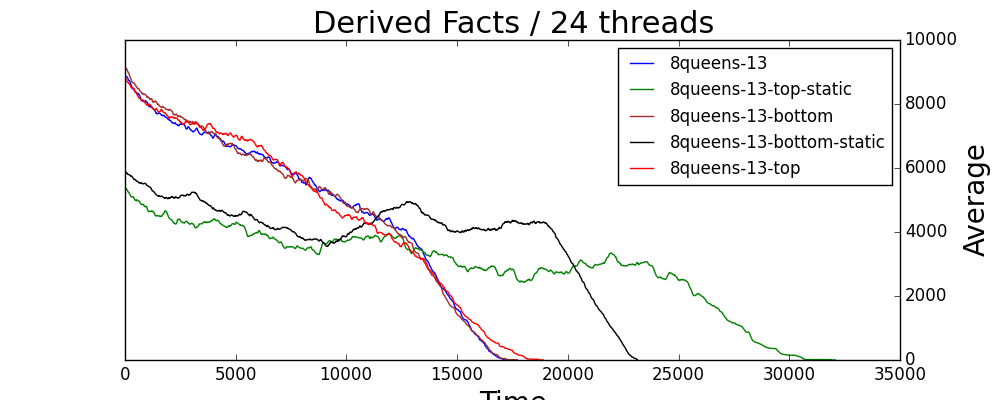 Derived Facts / 24 threads
10000
8000
6000
4000
2000
0
Average
8queens-13
8queens-13-top-static
8queens-13-bottom
8queens-13-bottom-static
8queens-13-top
0 5000 10000 15000 20000 25000 30000 35000
Time